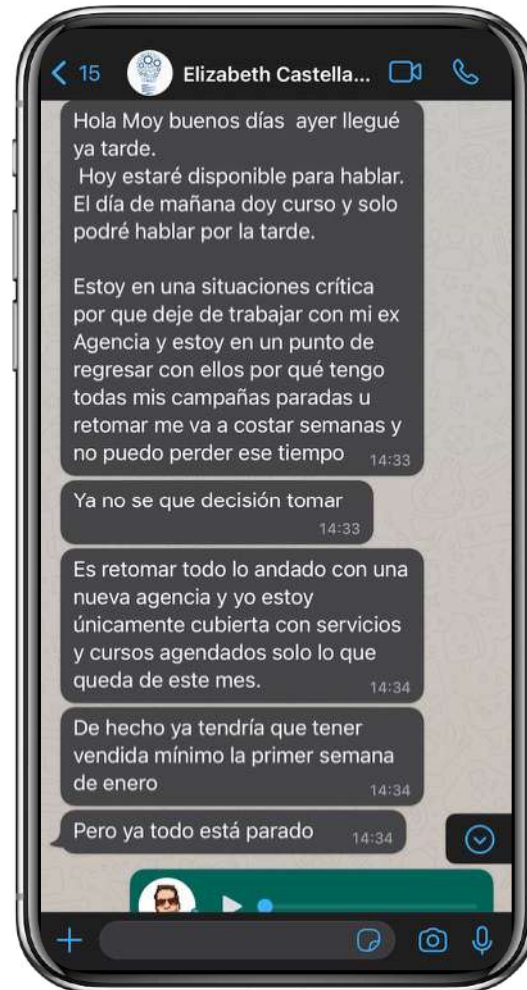 15
Elizabeth Castella...
Hola Moy buenos días ayer llegué
ya tarde.
Hoy estaré disponible para hablar.
El día de mañana doy curso y solo
podré hablar por la tarde.
Estoy en una situaciones crítica
por que deje de trabajar con mi ex
Agencia y estoy en un punto de
regresar con ellos por qué tengo
todas mis campañas paradas u
retomar me va a costar semanas y
no puedo perder ese tiempo 14:33
Ya no se que decisión tomar
14:33
Es retomar todo lo andado con una
nueva agencia y yo estoy
únicamente cubierta con servicios
y cursos agendados solo lo que
queda de este mes. 14:34
De hecho ya tendría que tener
vendida mínimo la primer semana
de enero 14:34
Pero ya todo está parado 14:34